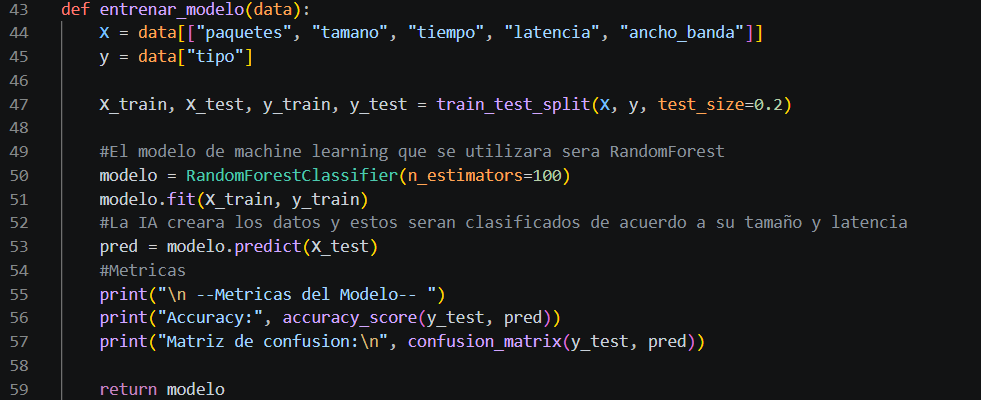 43 def entrenar_modelo(data):
44 X = data[["paquetes", "tamano", "tiempo", "latencia", "ancho_banda"]]
45 y = data["tipo"]
46
47 X_train, X_test, y_train, y_test = train_test_split(X, y, test_size=0.2)
48
49 #El modelo de machine learning que se utilizara sera RandomForest
50 modelo = RandomForestClassifier(n_estimators=100)
51 modelo.fit(X_train, y_train)
52 #La IA creara los datos y estos seran clasificados de acuerdo a su tamaño y latencia
53 pred = modelo.predict(X_test)
54 #Metricas
55 print("\n --Metricas del Modelo-- ")
56 print("Accuracy:", accuracy_score(y_test, pred))
57 print("Matriz de confusion:\n", confusion_matrix(y_test, pred))
58
59 return modelo